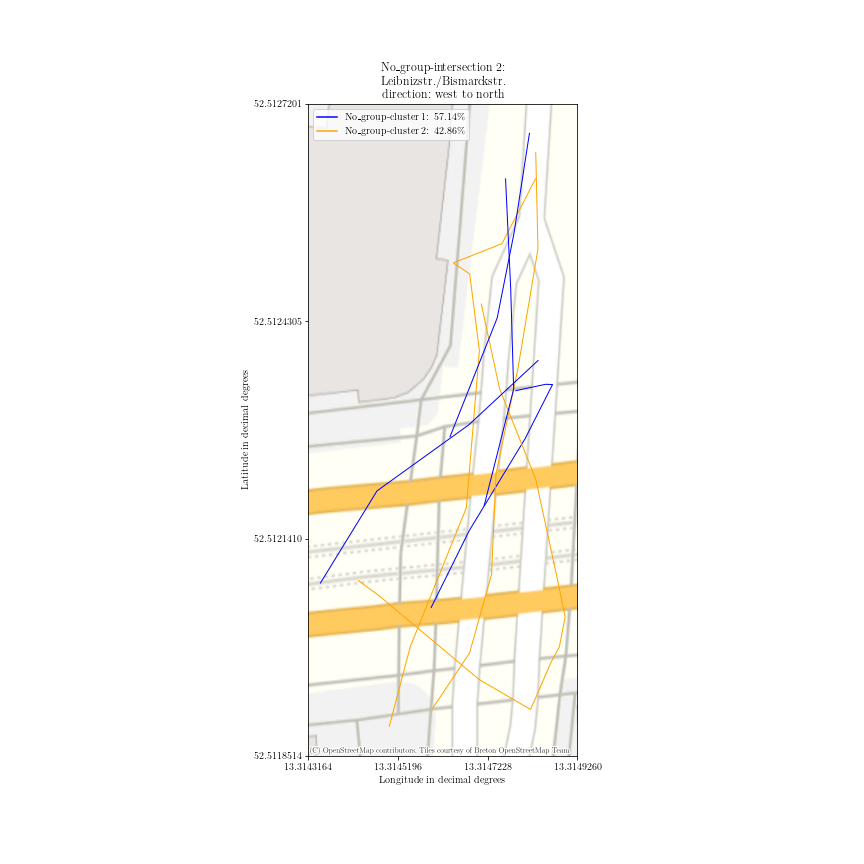 No_group-intersection 2:
Leibnizstr./Bismarckstr.
direction: west to north
No_group-cluster 1: 57.14%
No_group-cluster 2: 42.86%
52.5127201
52.5124305
52.5121410
52.5118514
Latitude in decimal degrees
(C) OpenStreetMap contributors. Tiles courtesy of Breton OpenStreetMap Team
13.3143164
13.3145196
13.3147228
13.3149260
Longitude in decimal degrees